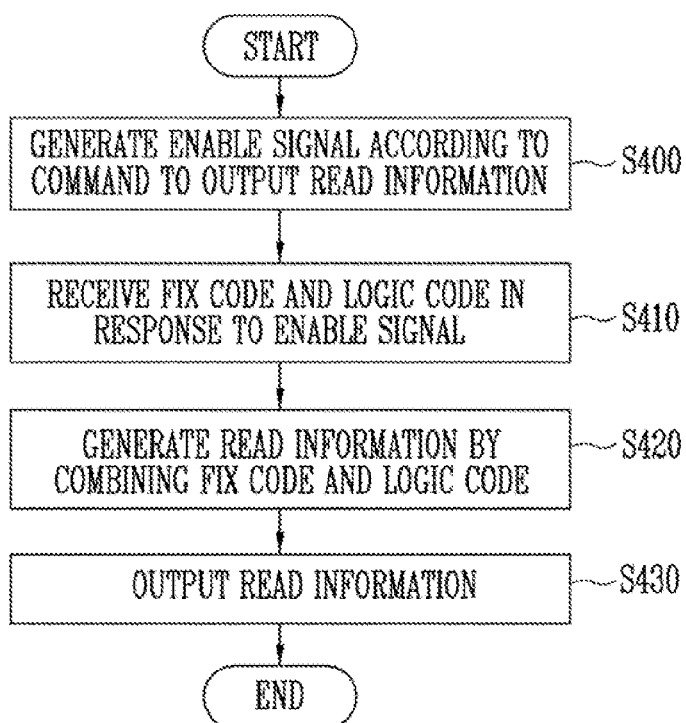 START
GENERATE ENABLE SIGNAL ACCORDING TO
COMMAND TO OUTPUT READ INFORMATION
S400
RECEIVE FIX CODE AND LOGIC CODE IN
RESPONSE TO ENABLE SIGNAL
S410
GENERATE READ INFORMATION BY
COMBINING FIX CODE AND LOGIC CODE
S420
OUTPUT READ INFORMATION
S430
END